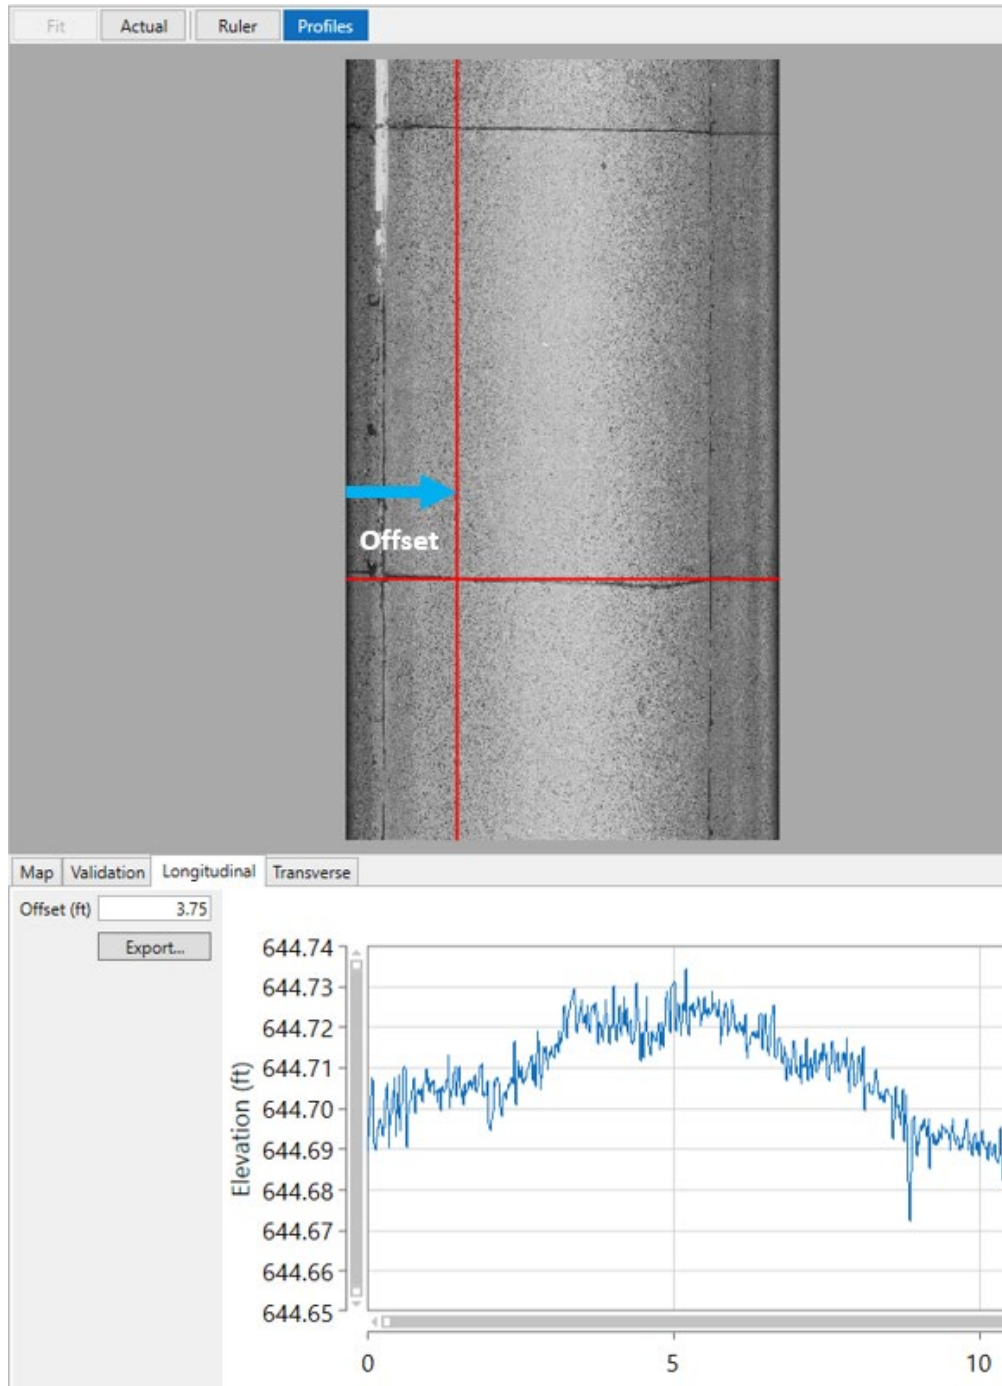 Fit Actual Ruler Profiles
Offset
Map Validation Longitudinal Transverse
Offset (ft) 3.75
Export...
Elevation (ft)
644.74
644.73
644.72
644.71
644.70
644.69
644.68
644.67
644.66
644.65
0 5 10